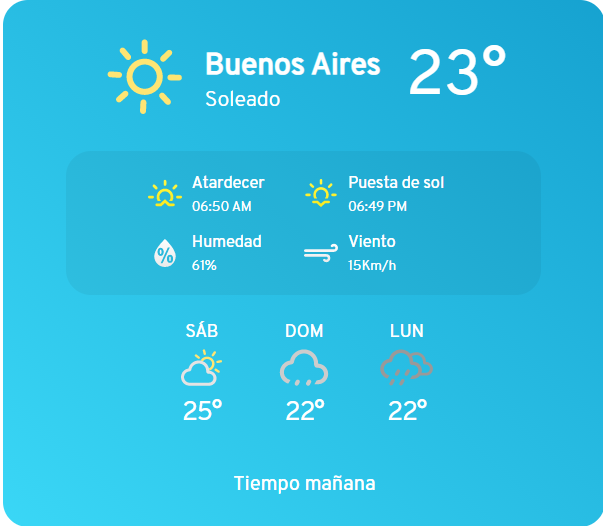 Buenos Aires
Soleado
23°
Atardecer
06:50 AM
Puesta de sol
06:49 PM
%
Humedad
61%
Viento
15Km/h
SÁB
DOM
LUN
25°
22°
22°
Tiempo mañana